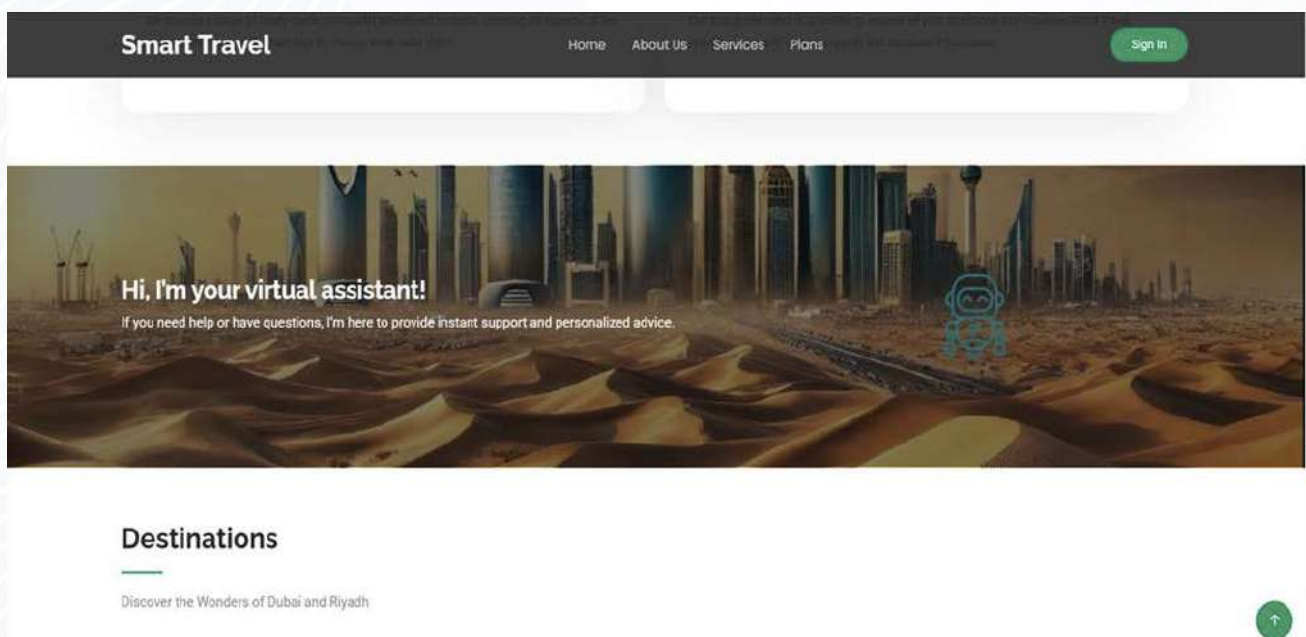 Smart Travel
Home About Us Services Plans
Sign In
Hi, I'm your virtual assistant!
If you need help or have questions, I'm here to provide instant support and personalized advice.
Destinations
Discover the Wonders of Dubai and Riyadh